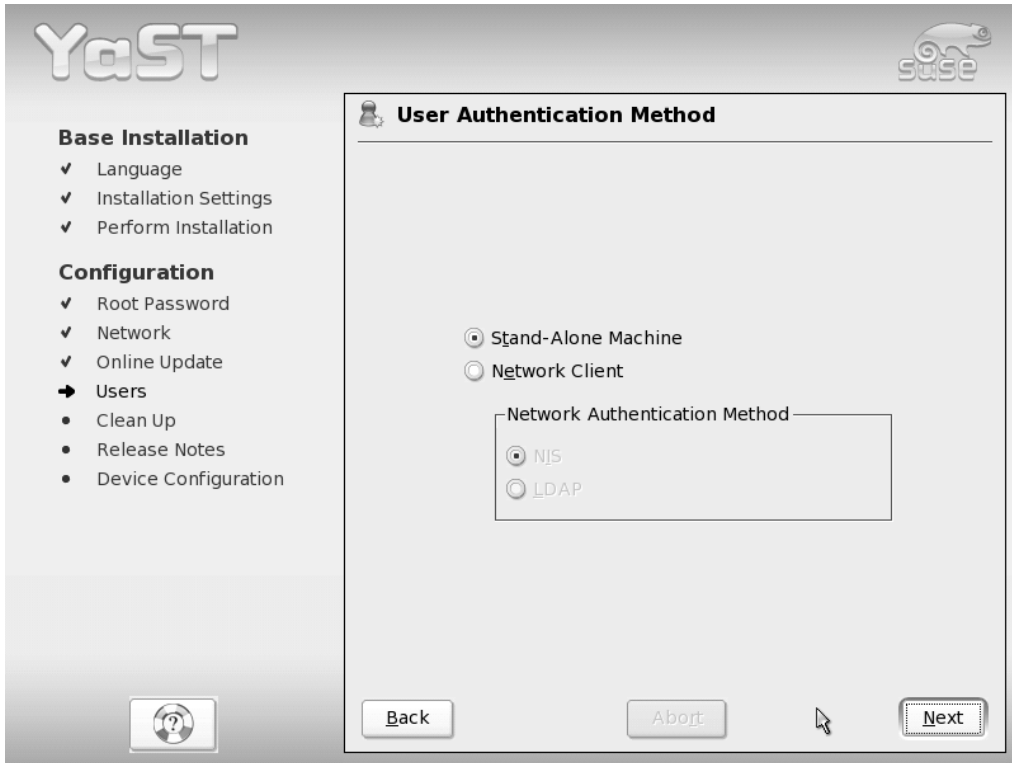 YaST
suse
Base Installation
Language
Installation Settings
Perform Installation
Configuration
Root Password
Network
Online Update
Users
Clean Up
Release Notes
Device Configuration
User Authentication Method
Stand-Alone Machine
Network Client
Network Authentication Method
NIS
LDAP
Back
Abort
Next